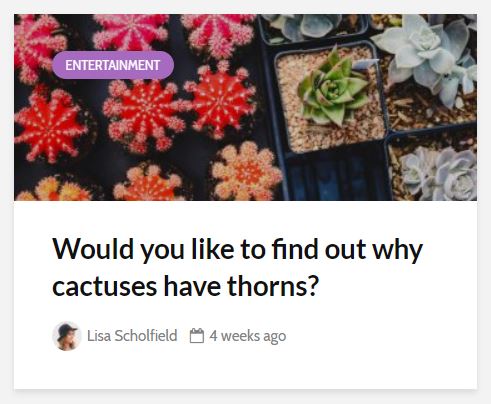 ENTERTAINMENT
Would you like to find out why
cactuses have thorns?
Lisa Scholfield 4 weeks ago